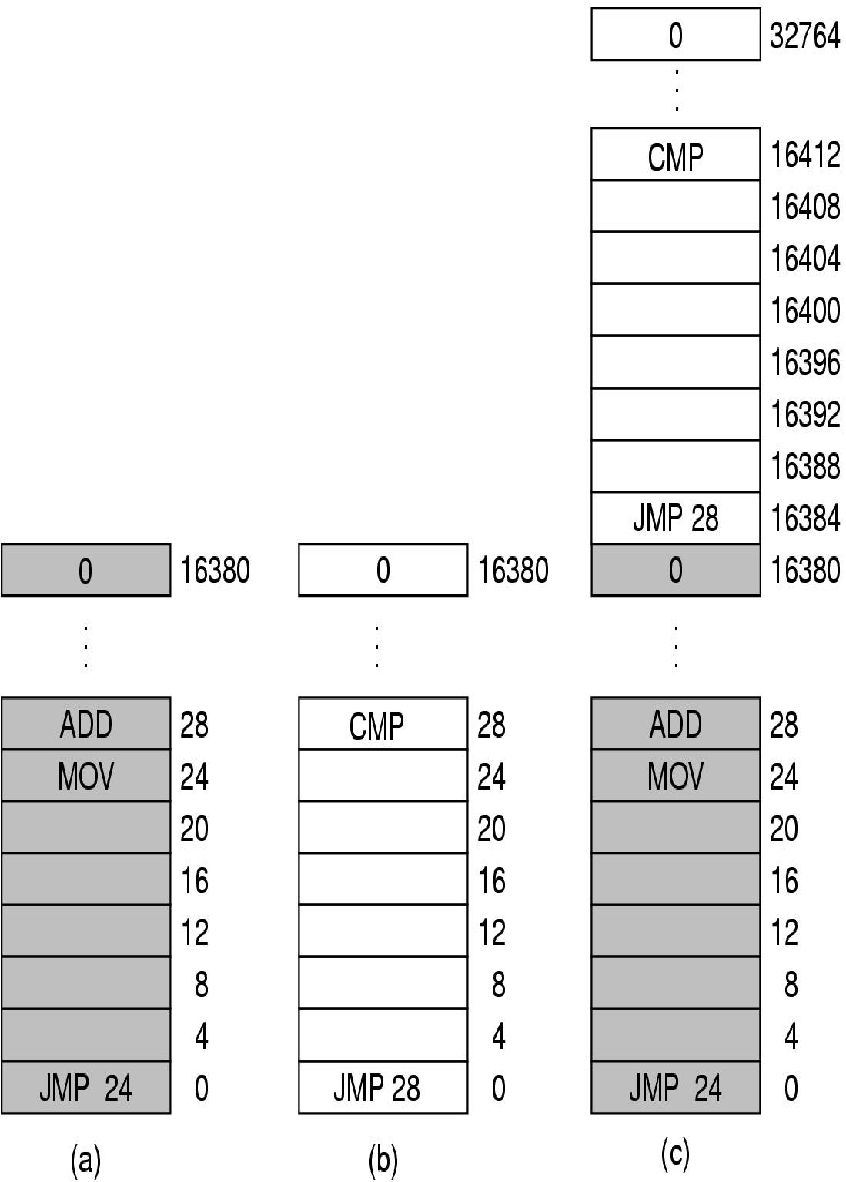 0 32764
CMP 16412
16408
16404
16400
16396
16392
16388
JMP 28 16384
0 16380 0 16380 0 16380
ADD 28 CMP 28 ADD 28
MOV 24 24 MOV 24
20 20 20
16 16 16
12 12 12
8 8 8
4 4 4
JMP 24 0 JMP 28 0 JMP 24 0
(a) (b) (c)